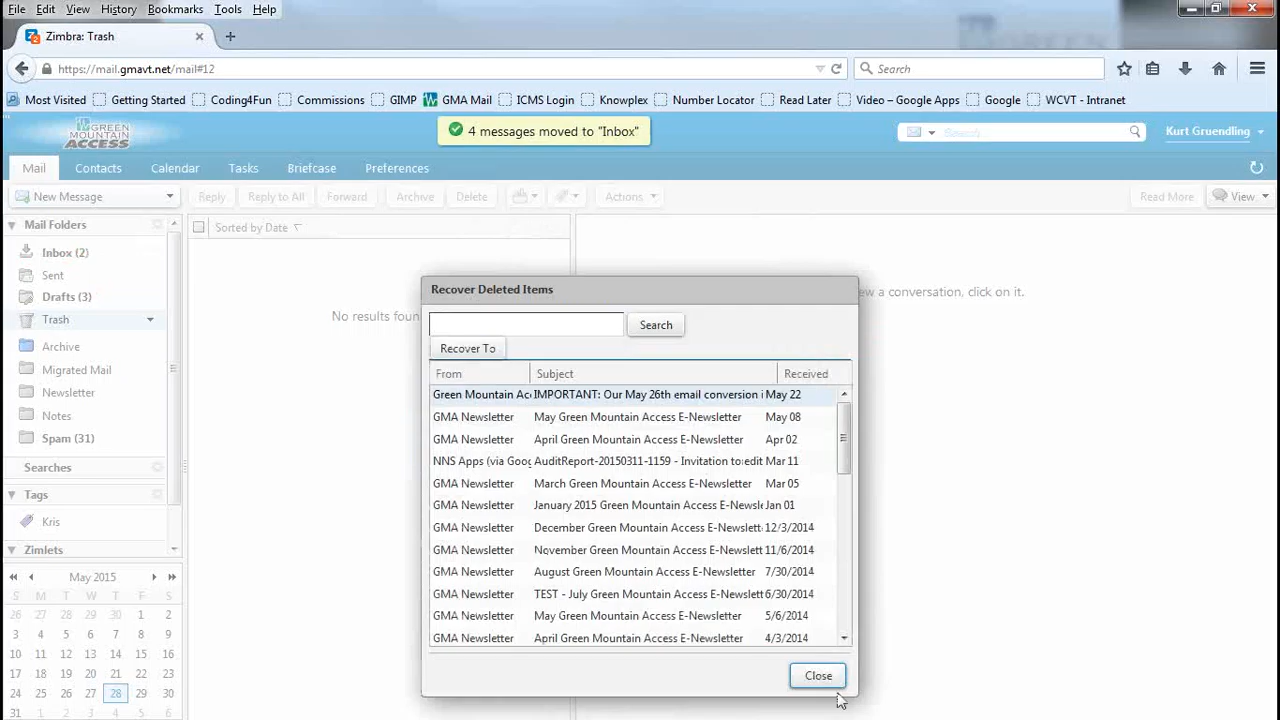 File Edit View History Bookmarks Tools Help
Zimbra: Trash
https://mail.gmavt.net/mail#12
Search
Most Visited Getting Started Coding4Fun Commissions GIMP GMA Mail ICMS Login Knowplex Number Locator Read Later Video – Google Apps Google WCVT - Intranet
GREEN MOUNTAIN ACCESS
4 messages moved to "Inbox"
Search
Kurt Gruendling
Mail Contacts Calendar Tasks Briefcase Preferences
New Message Reply Reply to All Forward Archive Delete Actions Read More View
Mail Folders
Sorted by Date
Inbox (2)
Sent
Drafts (3)
Trash
Archive
Migrated Mail
Newsletter
Notes
Spam (31)
Searches
Tags
Kris
Zimlets
May 2015
S M T W T F S
26 27 28 29 30 1 2
3 4 5 6 7 8 9
10 11 12 13 14 15 16
17 18 19 20 21 22 23
24 25 26 27 28 29 30
31 1 2 3 4 5 6
No results foun
w a conversation, click on it.
Recover Deleted Items
Search
Recover To
From Subject Received
Green Mountain Acc IMPORTANT: Our May 26th email conversion i May 22
GMA Newsletter May Green Mountain Access E-Newsletter May 08
GMA Newsletter April Green Mountain Access E-Newsletter Apr 02
NNS Apps (via Goog AuditReport-20150311-1159 - Invitation to edit Mar 11
GMA Newsletter March Green Mountain Access E-Newsletter Mar 05
GMA Newsletter January 2015 Green Mountain Access E-Newsle Jan 01
GMA Newsletter December Green Mountain Access E-Newslett 12/3/2014
GMA Newsletter November Green Mountain Access E-Newslett 11/6/2014
GMA Newsletter August Green Mountain Access E-Newsletter 7/30/2014
GMA Newsletter TEST - July Green Mountain Access E-Newslett 6/30/2014
GMA Newsletter May Green Mountain Access E-Newsletter 5/6/2014
GMA Newsletter April Green Mountain Access E-Newsletter 4/3/2014
Close